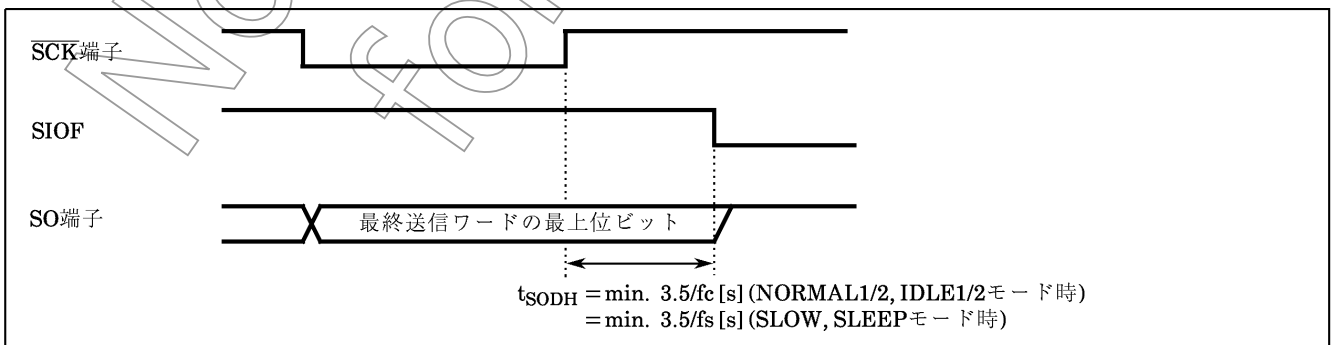 No
for
SCK端子
SIOF
SO端子
最終送信ワードの最上位ビット
tSODH = min. 3.5/fc [s] (NORMAL1/2, IDLE1/2モード時)
= min. 3.5/fs [s] (SLOW, SLEEPモード時)